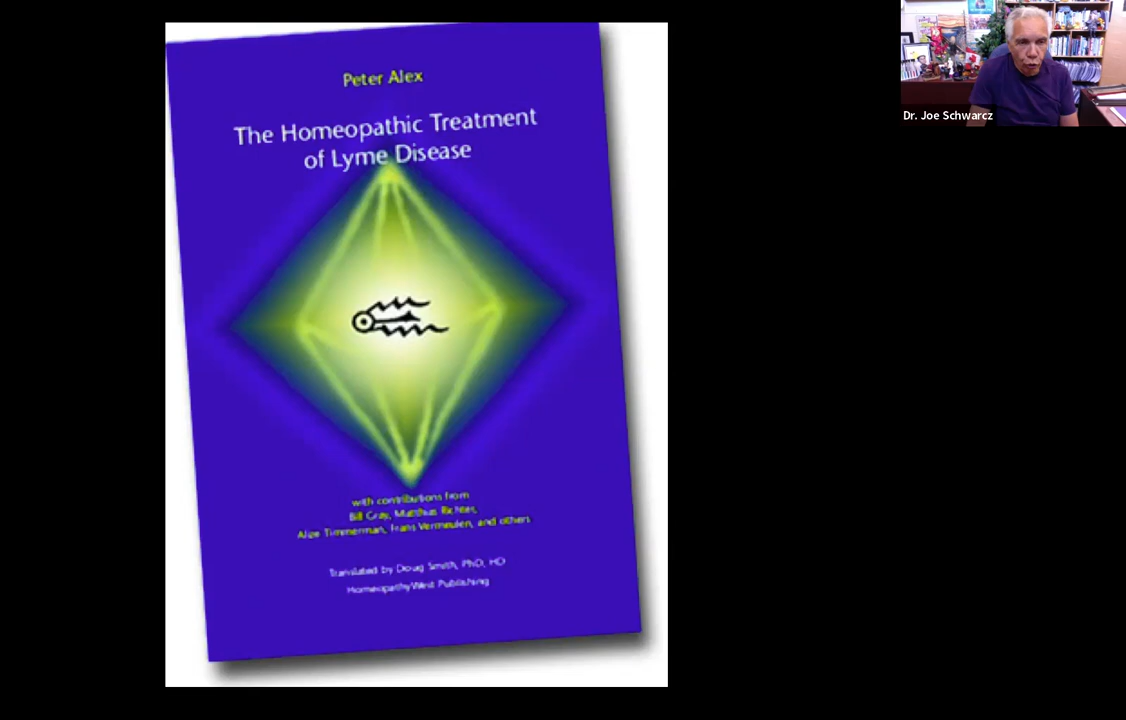 Peter Alex
The Homeopathic Treatment
of Lyme Disease
with contributions from
Bill Gray, Matthias Richter,
Alize Timmerman, Frans Vermeulen, and others
Translated by Doug Smith, PhD, HD
HomeopathyWest Publishing
Dr. Joe Schwarcz